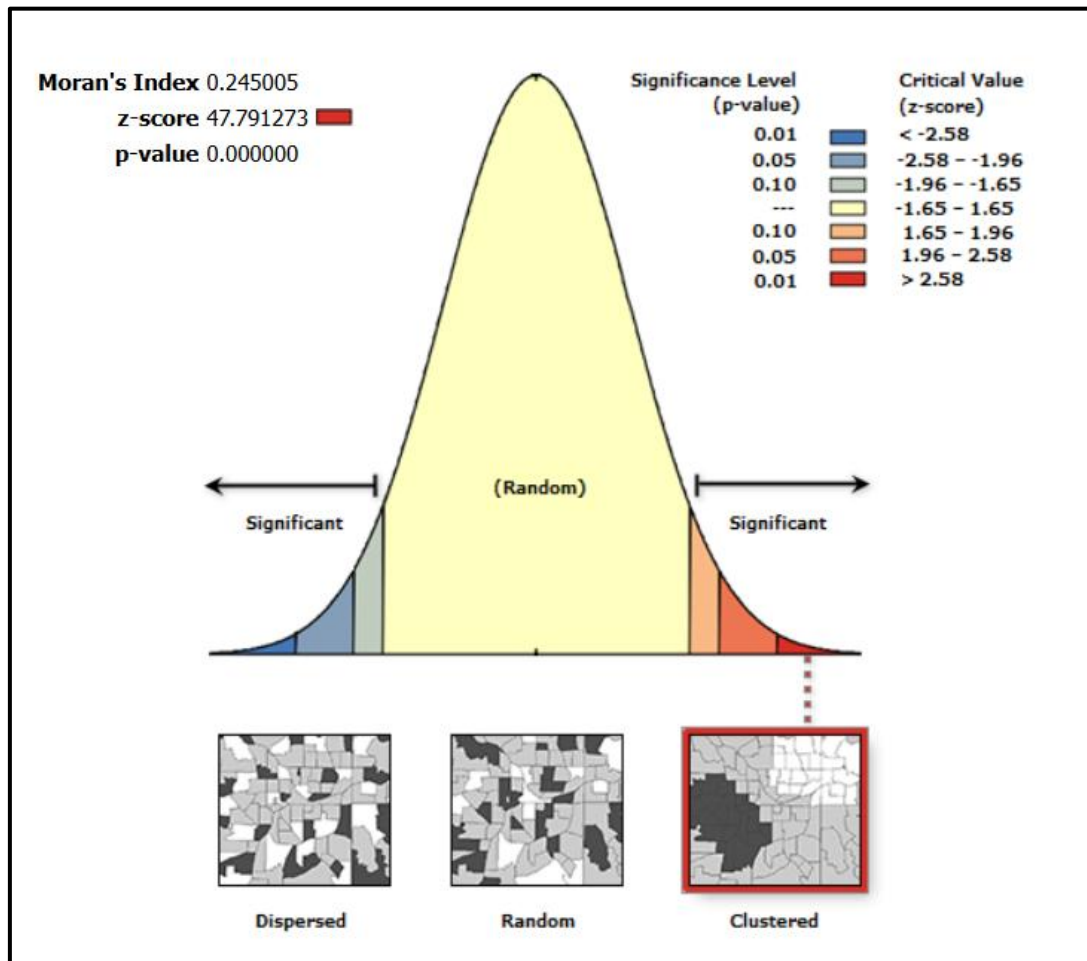 Moran's Index 0.245005
z-score 47.791273
p-value 0.000000
Significance Level
(p-value)
Critical Value
(z-score)
0.01 < -2.58
0.05 -2.58 – -1.96
0.10 -1.96 – -1.65
--- -1.65 – 1.65
0.10 1.65 – 1.96
0.05 1.96 – 2.58
0.01 > 2.58
(Random)
Significant
Significant
Dispersed
Random
Clustered